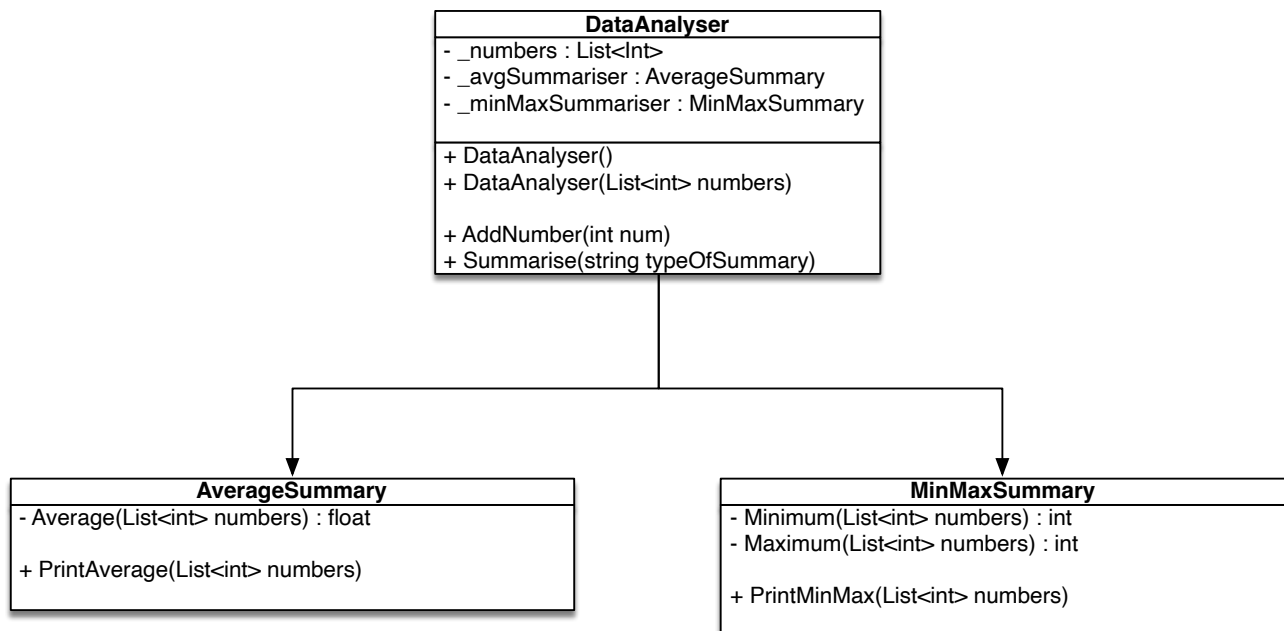 DataAnalyser
- _numbers : List<Int>
- _avgSummariser : AverageSummary
- _minMaxSummariser : MinMaxSummary
+ DataAnalyser()
+ DataAnalyser(List<int> numbers)
+ AddNumber(int num)
+ Summarise(string typeOfSummary)
AverageSummary
- Average(List<int> numbers) : float
+ PrintAverage(List<int> numbers)
MinMaxSummary
- Minimum(List<int> numbers) : int
- Maximum(List<int> numbers) : int
+ PrintMinMax(List<int> numbers)